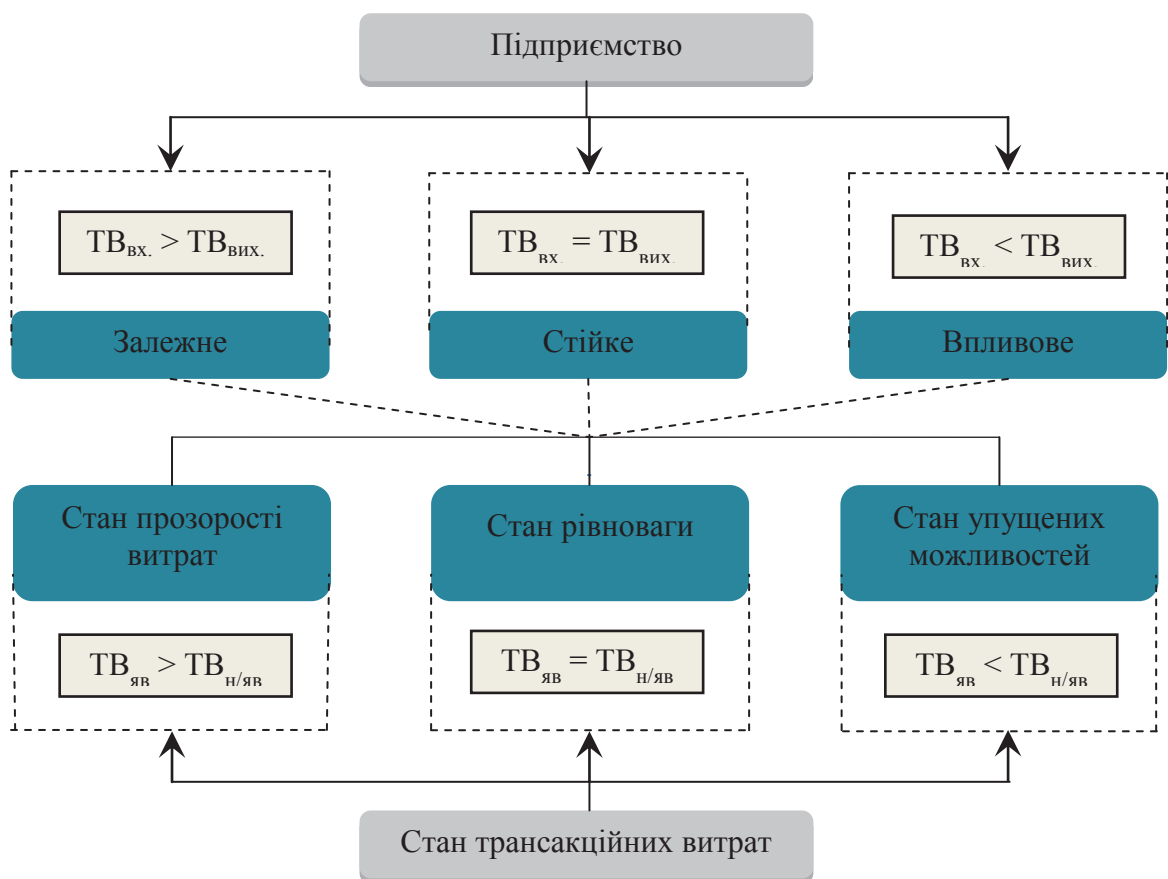 Підприємство
ТВвх. > ТВвих.
ТВвх. = ТВвих.
ТВвх. < ТВвих.
Залежне
Стійке
Впливове
Стан прозорості
витрат
Стан рівноваги
Стан упущених
можливостей
ТВяв > ТВн/яв
ТВяв = ТВн/яв
ТВяв < ТВн/яв
Стан трансакційних витрат